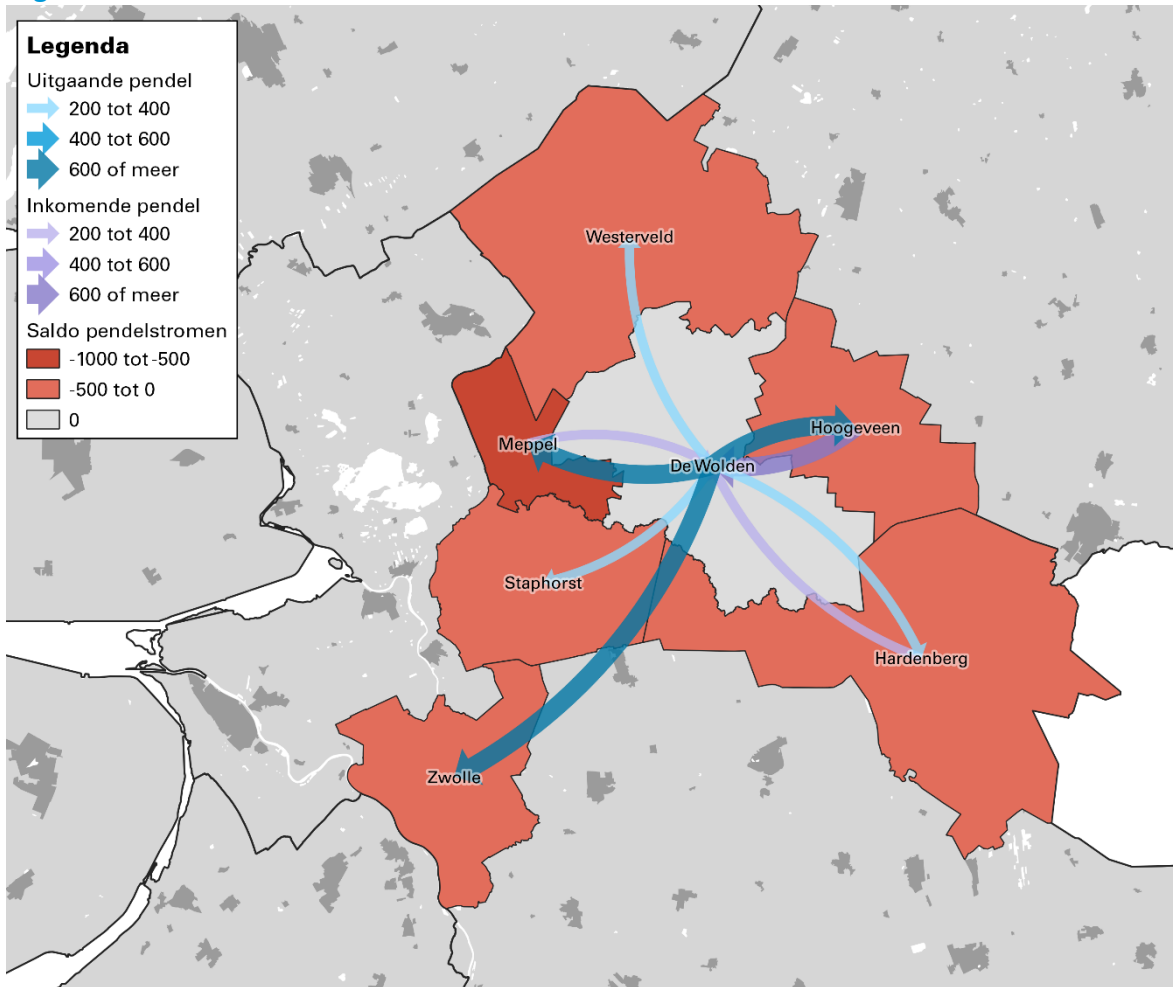 Legenda
Uitgaande pendel
200 tot 400
400 tot 600
600 of meer
Inkomende pendel
200 tot 400
400 tot 600
600 of meer
Saldo pendelstromen
-1000 tot -500
-500 tot 0
0
Westerveld
Hoogeveen
Meppel
De Wolden
Staphorst
Hardenberg
Zwolle